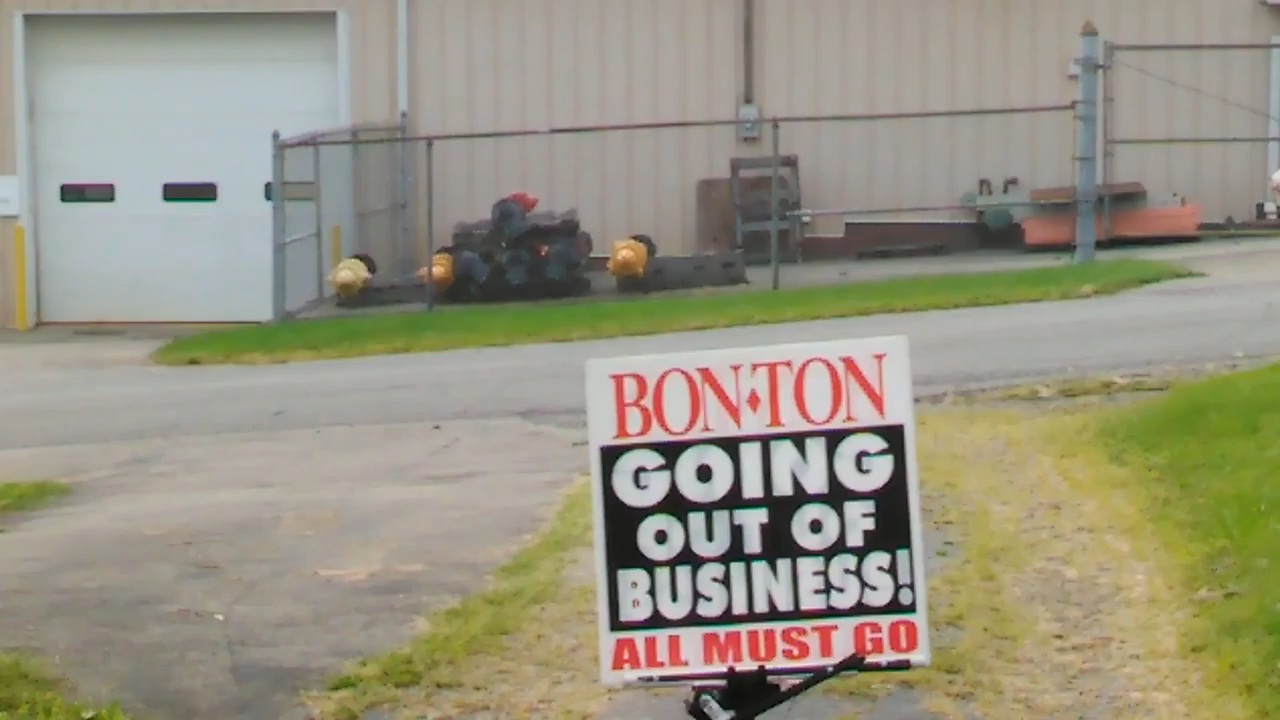 BON♦TON
GOING
OUT OF
BUSINESS!
ALL MUST GO